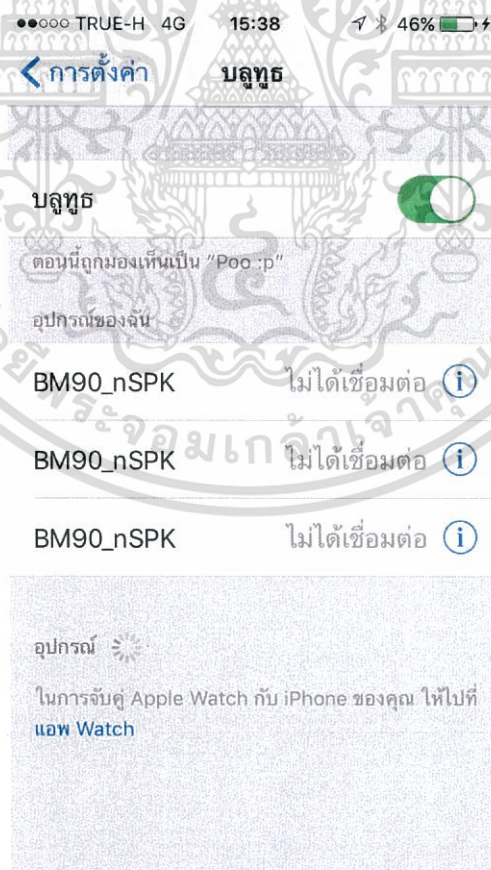 TRUE-H 4G 15:38 46%
การตั้งค่า บลูทูธ
บลูทูธ
ตอนนี้ถูกมองเห็นเป็น "Poo :p"
อุปกรณ์ของฉัน
BM90_nSPK ไม่ได้เชื่อมต่อ
BM90_nSPK ไม่ได้เชื่อมต่อ
BM90_nSPK ไม่ได้เชื่อมต่อ
อุปกรณ์
ในการจับคู่ Apple Watch กับ iPhone ของคุณ ให้ไปที่
แอพ Watch